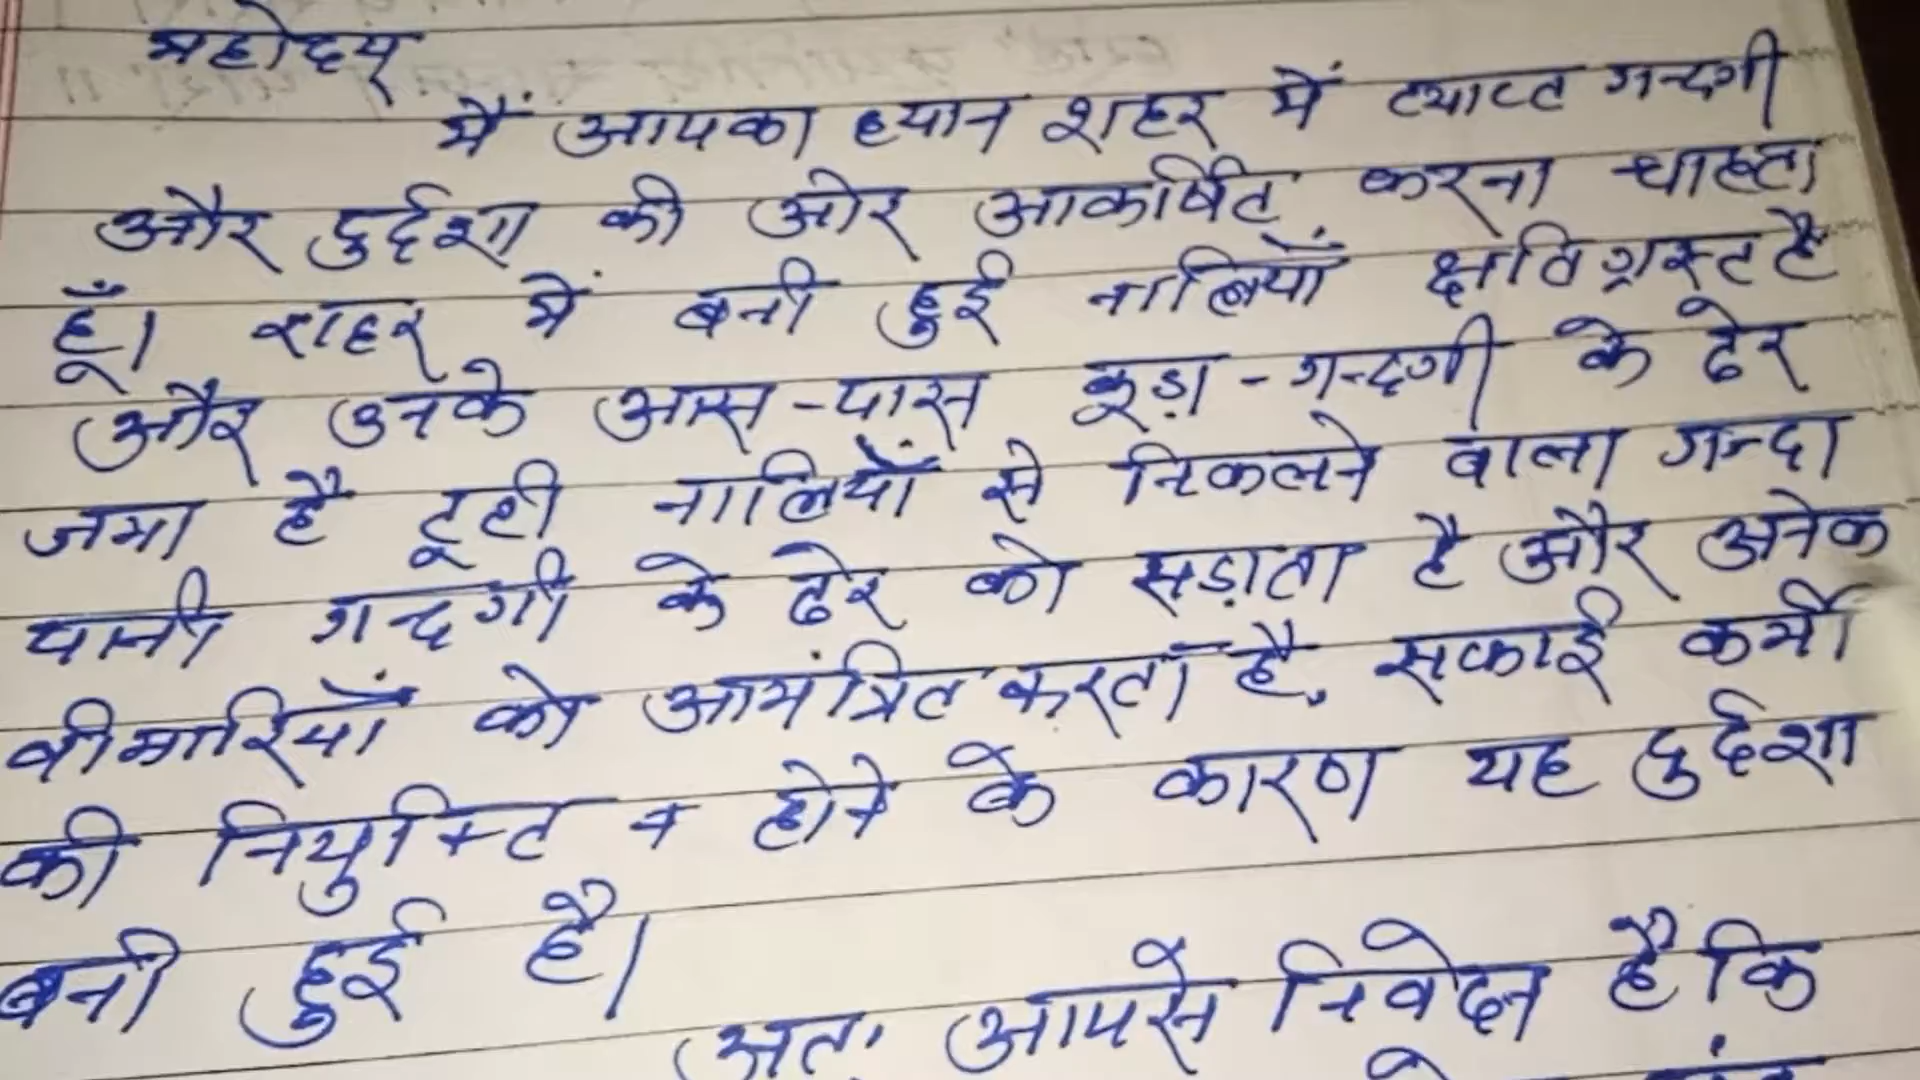 महोदय
मैं आपका ध्यान शहर में व्याप्त गन्दगी
और दुर्दशा की ओर आकर्षित करना चाहता
हूँ। शहर में बनी हुई नालियाँ क्षतिग्रस्त है
और उनके आस-पास कूड़ा-गन्दगी के ढेर
जमा है टूटी नालियों से निकलने वाला गन्दा
पानी गन्दगी के ढेर को सड़ाता है और अनेक
बीमारियों को आमंत्रित करता है, सफाई कर्मी
की नियुक्ति न होने के कारण यह दुर्दशा
बनी हुई है।
अतः आपसे निवेदन है कि